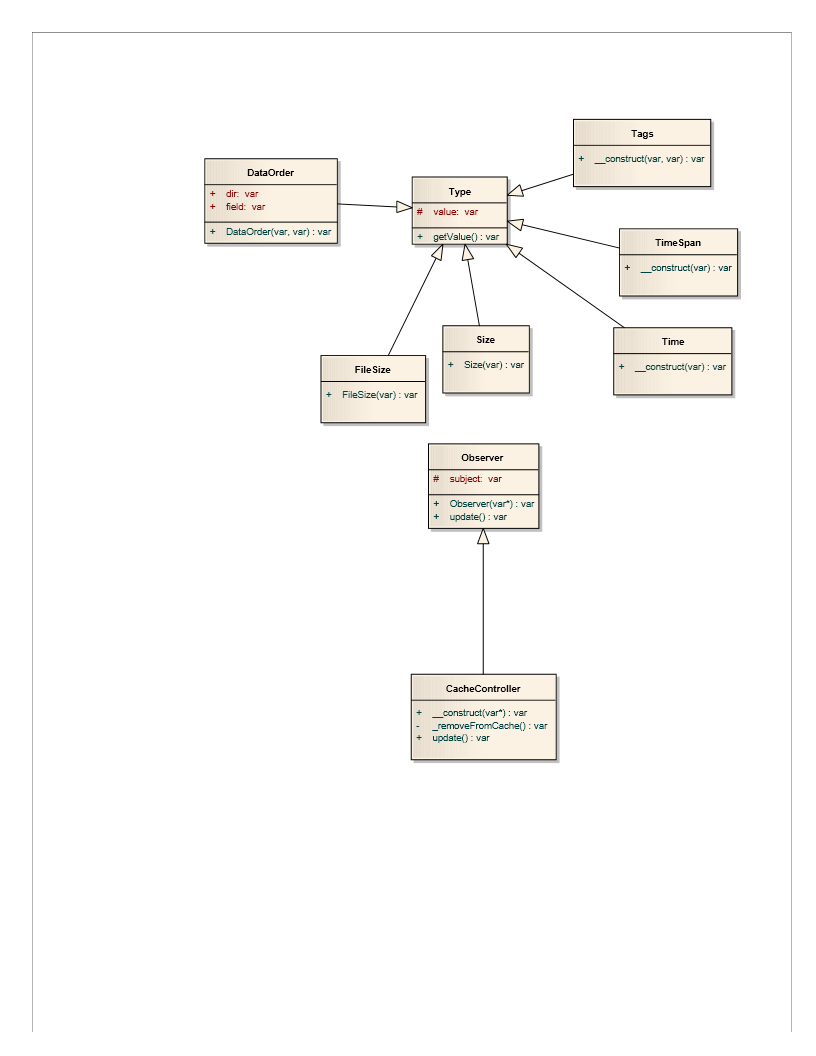 Tags
+ __construct(var, var) : var
DataOrder
+ dir: var
+ field: var
+ DataOrder(var, var) : var
Type
# value: var
+ getValue() : var
TimeSpan
+ __construct(var) : var
Size
+ Size(var) : var
Time
+ __construct(var) : var
FileSize
+ FileSize(var) : var
Observer
# subject: var
+ Observer(var*) : var
+ update() : var
CacheController
+ __construct(var*) : var
- _removeFromCache() : var
+ update() : var